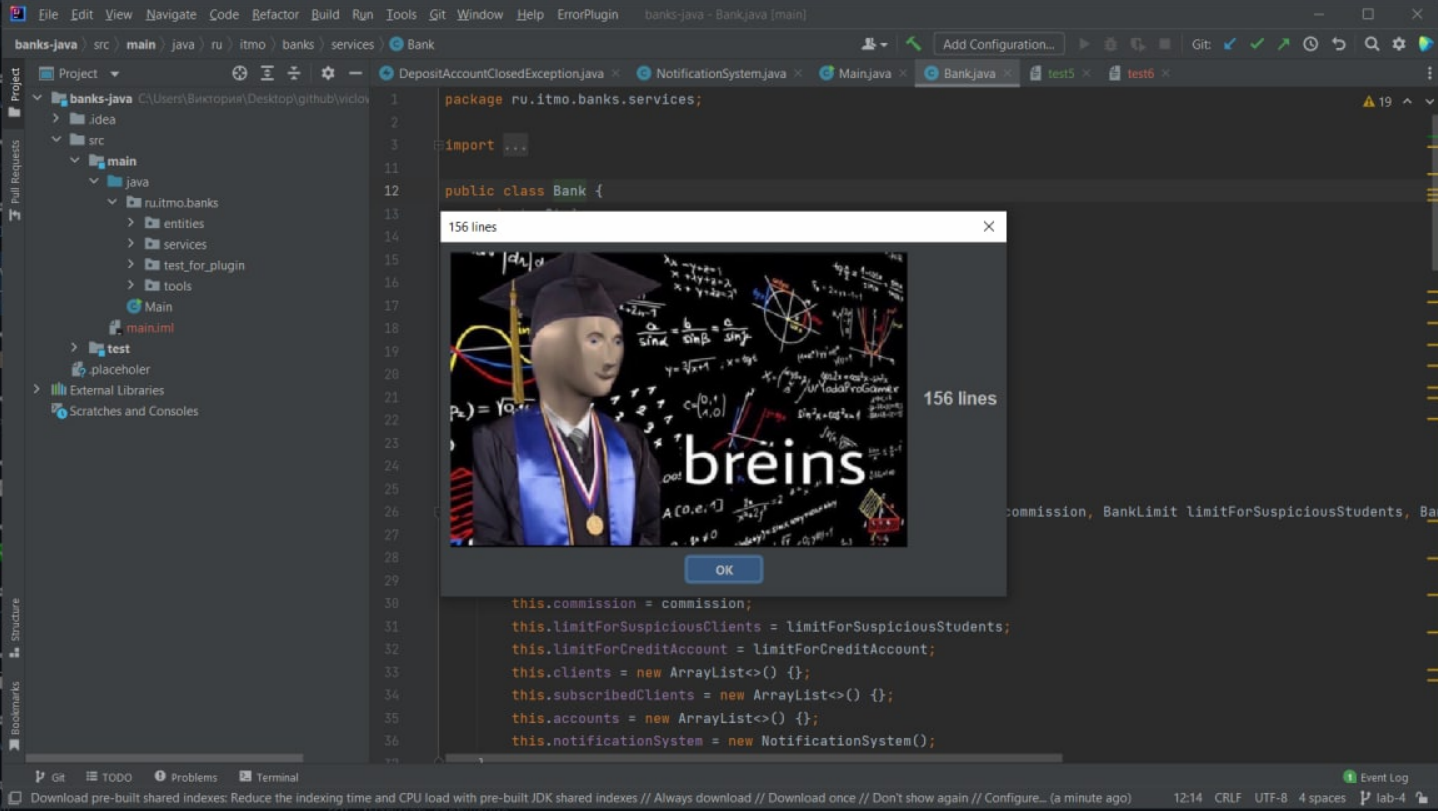 File Edit View Navigate Code Refactor Build Run Tools Git Window Help ErrorPlugin banks-java - Bank.java [main]
banks-java src main java ru itmo banks services Bank Add Configuration... Git:
Project DepositAccountClosedException.java NotificationSystem.java Main.java Bank.java test5 test6
Project
Pull Requests
Structure
Bookmarks
banks-java C:\Users\Виктория\Desktop\github\viclow
.idea
src
main
java
ru.itmo.banks
entities
services
test_for_plugin
tools
Main
main.iml
test
.placeholer
External Libraries
Scratches and Consoles
1 package ru.itmo.banks.services;
19
2
3 import ...
11
12 public class Bank {
13
14
15
16
17
18
19
20
21
22
23
24
25
26 commission, BankLimit limitForSuspiciousStudents, Ba
27
28
29
30 this.commission = commission;
31 this.limitForSuspiciousClients = limitForSuspiciousStudents;
32 this.limitForCreditAccount = limitForCreditAccount;
33 this.clients = new ArrayList<>() {};
34 this.subscribedClients = new ArrayList<>() {};
35 this.accounts = new ArrayList<>() {};
36 this.notificationSystem = new NotificationSystem();
156 lines
u/YodaProGamer
breins
156 lines
OK
Git TODO Problems Terminal 1 Event Log
Download pre-built shared indexes: Reduce the indexing time and CPU load with pre-built JDK shared indexes // Always download // Download once // Don't show again // Configure... (a minute ago) 12:14 CRLF UTF-8 4 spaces lab-4